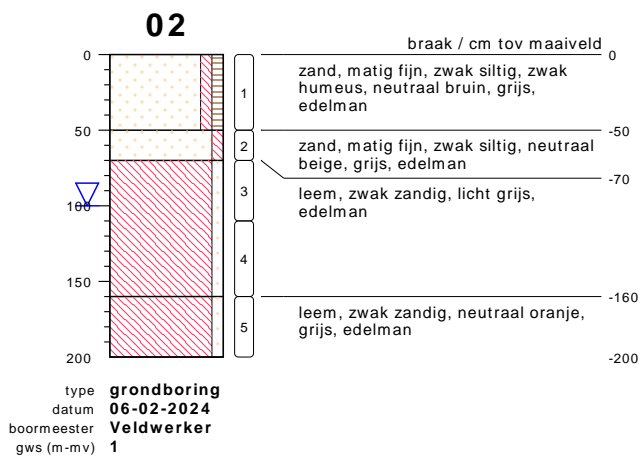 02
braak / cm tov maaiveld
0
0
zand, matig fijn, zwak siltig, zwak
humeus, neutraal bruin, grijs,
edelman
1
50
-50
zand, matig fijn, zwak siltig, neutraal
beige, grijs, edelman
2
-70
leem, zwak zandig, licht grijs,
edelman
3
100
4
150
-160
leem, zwak zandig, neutraal oranje,
grijs, edelman
5
200
-200
type grondboring
datum 06-02-2024
boormeester Veldwerker
gws (m-mv) 1